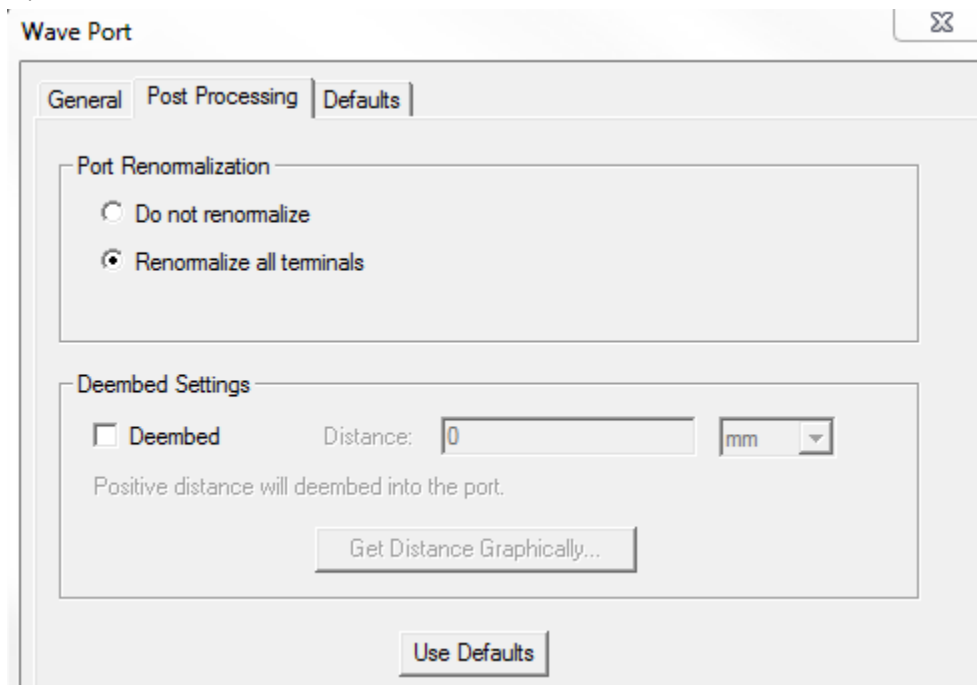 Wave Port
General Post Processing Defaults
Port Renormalization
Do not renormalize
Renormalize all terminals
Deembed Settings
Deembed Distance: 0 mm
Positive distance will deembed into the port.
Get Distance Graphically...
Use Defaults